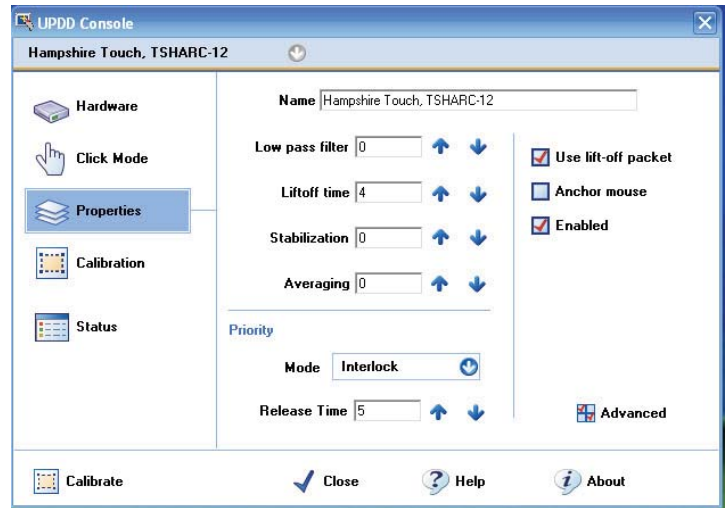 UPDD Console
Hampshire Touch, TSHARC-12
Hardware
Click Mode
Properties
Calibration
Status
Name Hampshire Touch, TSHARC-12
Low pass filter 0
Liftoff time 4
Stabilization 0
Averaging 0
Use lift-off packet
Anchor mouse
Enabled
Priority
Mode Interlock
Release Time 5
Advanced
Calibrate
Close
Help
About